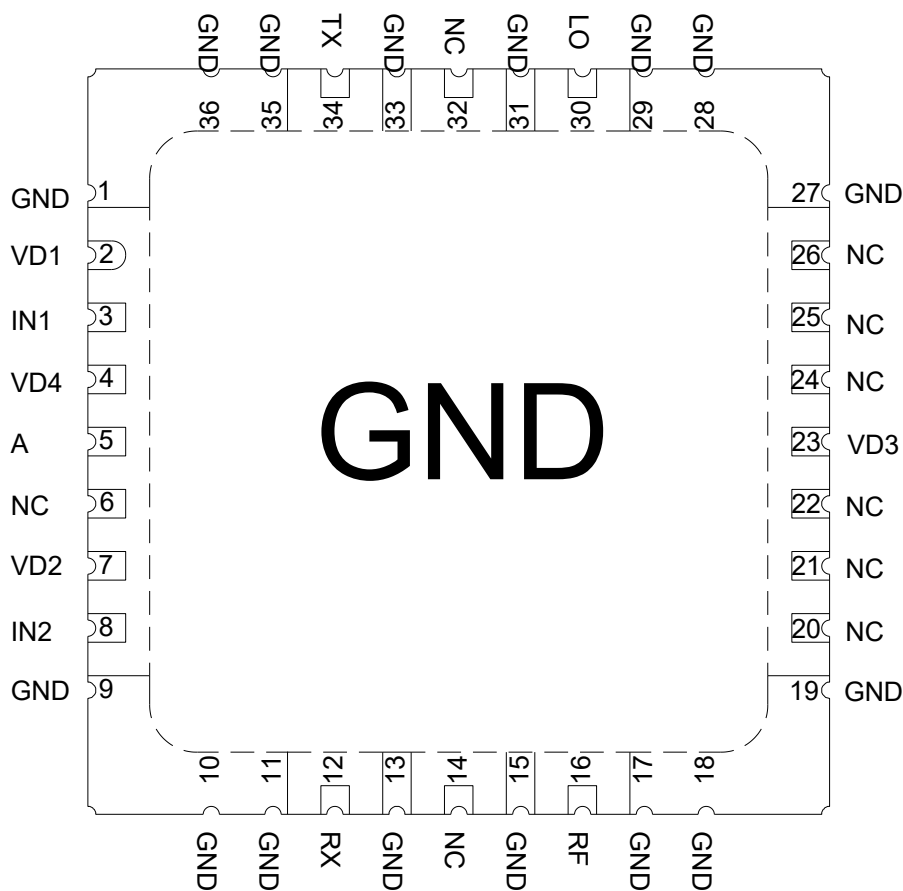 GND GND TX GND NC GND LO GND GND
36 35 34 33 32 31 30 29 28
GND 1 27 GND
VD1 2 26 NC
IN1 3 25 NC
VD4 4 24 NC
A 5 GND 23 VD3
NC 6 22 NC
VD2 7 21 NC
IN2 8 20 NC
GND 9 19 GND
10 11 12 13 14 15 16 17 18
GND GND RX GND NC GND RF GND GND